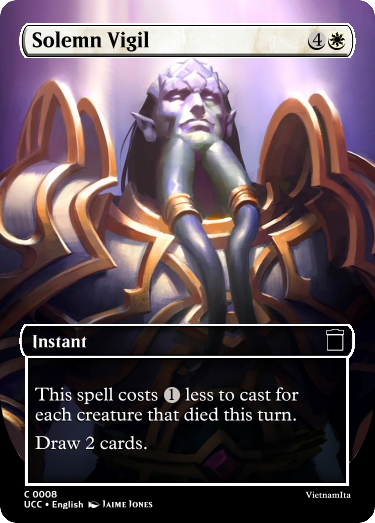 Solemn Vigil 4
Instant
This spell costs 1 less to cast for
each creature that died this turn.
Draw 2 cards.
C 0008
UCC • English JAIME JONES
VietnamIta